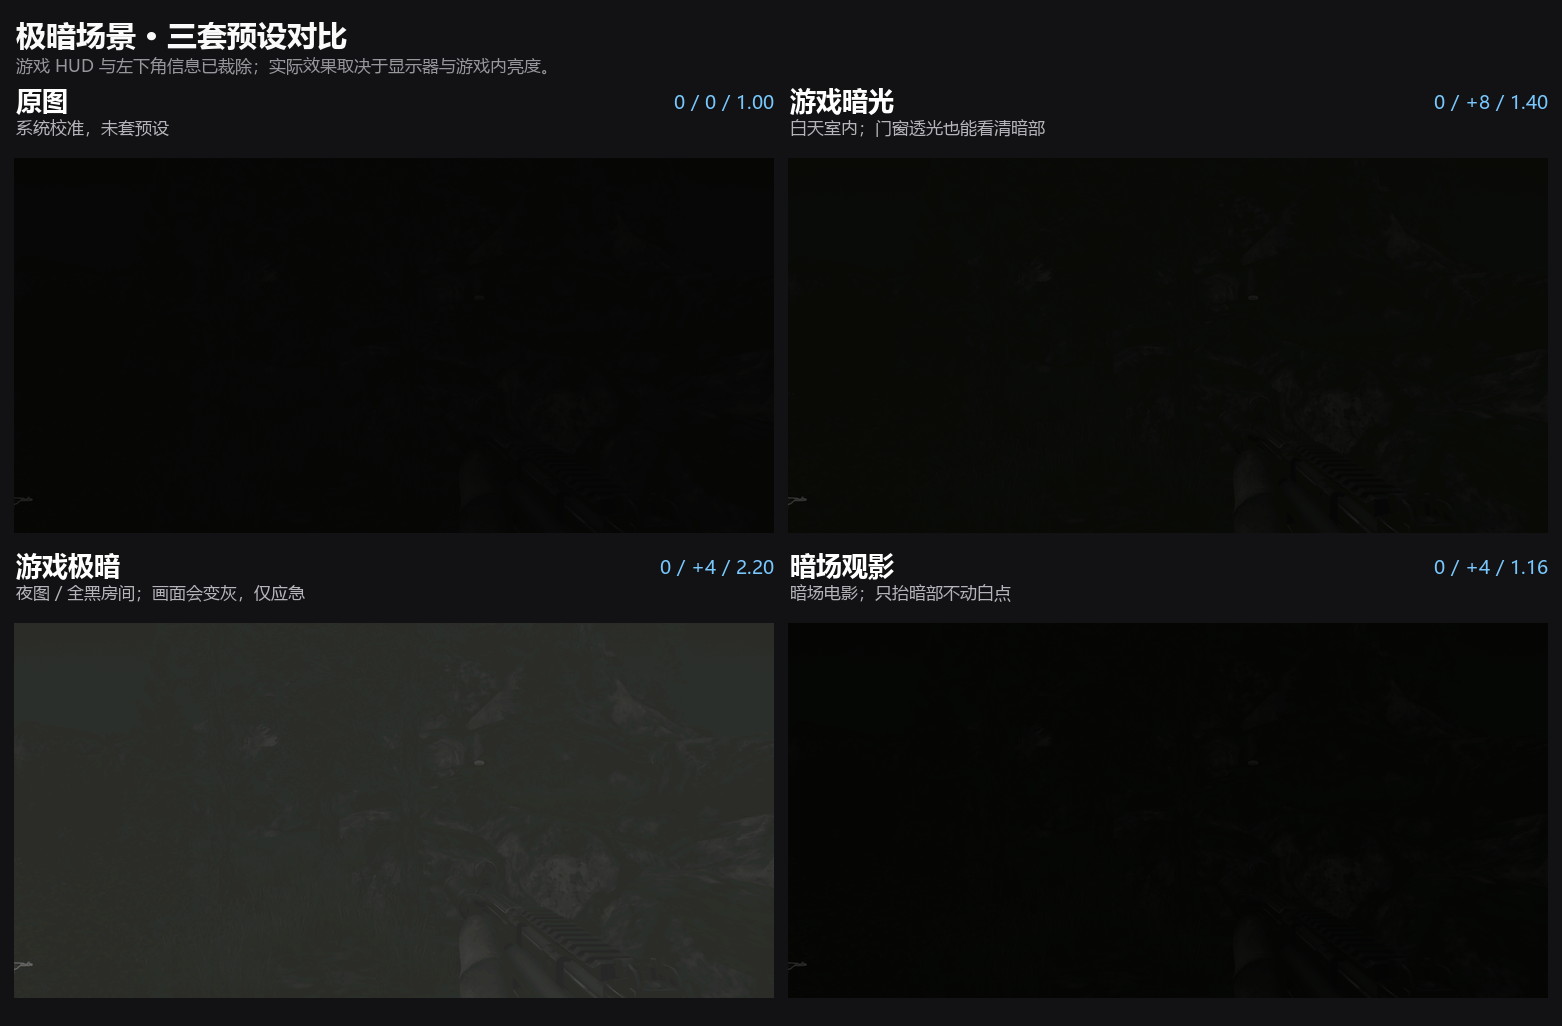 极暗场景 · 三套预设对比
游戏 HUD 与左下角信息已裁除；实际效果取决于显示器与游戏内亮度。
原图
0 / 0 / 1.00
系统校准，未套预设
游戏暗光
0 / +8 / 1.40
白天室内；门窗透光也能看清暗部
游戏极暗
0 / +4 / 2.20
夜图 / 全黑房间；画面会变灰，仅应急
暗场观影
0 / +4 / 1.16
暗场电影；只抬暗部不动白点